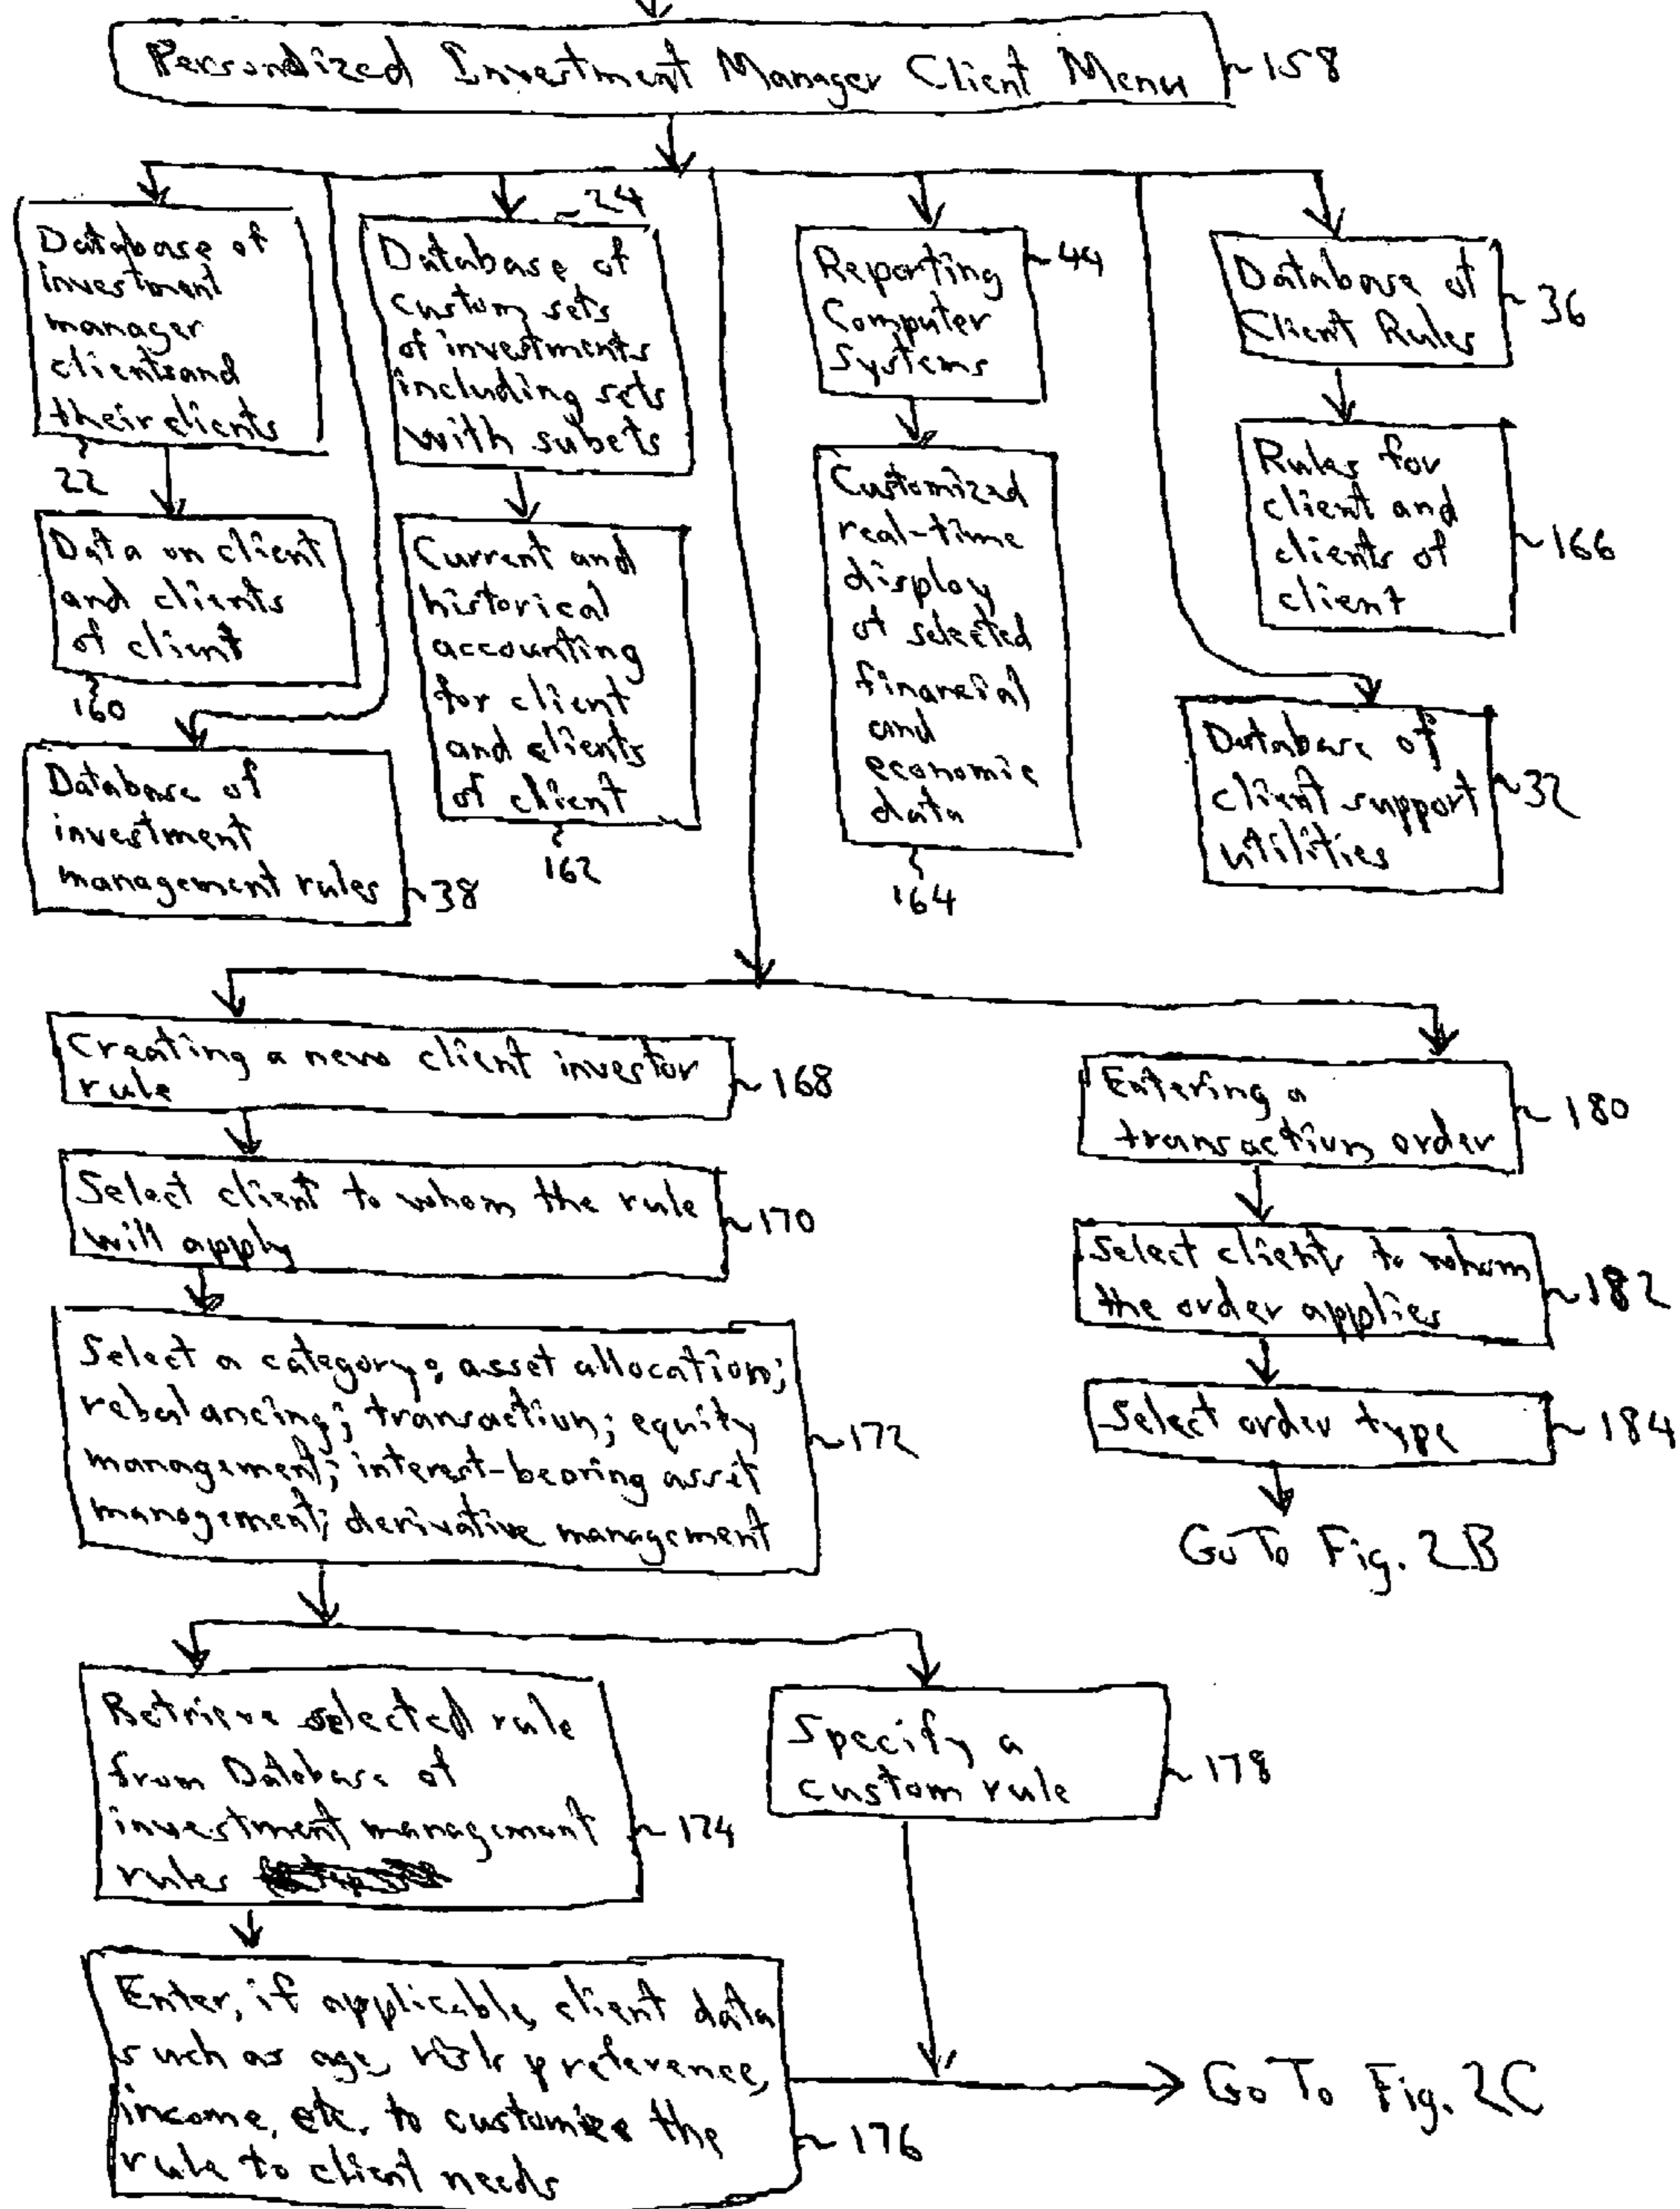 Personalized Investment Manager Client Menu
158
Database of
investment
manager
clients and
their clients
22
Data on client
and clients
of client
160
Database of
investment
management rules
38
24
Database of
custom sets
of investments
including sets
with subets
Current and
historical
accounting
for client
and clients
of client
162
Reporting
Computer
Systems
44
Customized
real-time
display
of selected
financial
and
economic
data
164
Database of
Client Rules
36
Rules for
client and
clients of
client
166
Database of
client support
utilities
32
Creating a new client investor
rule
168
Select client to whom the rule
will apply
170
Select a category: asset allocation;
rebalancing; transaction; equity
management; interest-bearing asset
management; derivative management
172
Retrieve selected rule
from Database of
investment management
rules
174
Enter, if applicable, client data
such as age, risk preference,
income, etc. to customize the
rule to client needs
176
Specify a
custom rule
178
Go To Fig. 2C
Entering a
transaction order
180
Select client to whom
the order applies
182
Select order type
184
Go To Fig. 2B